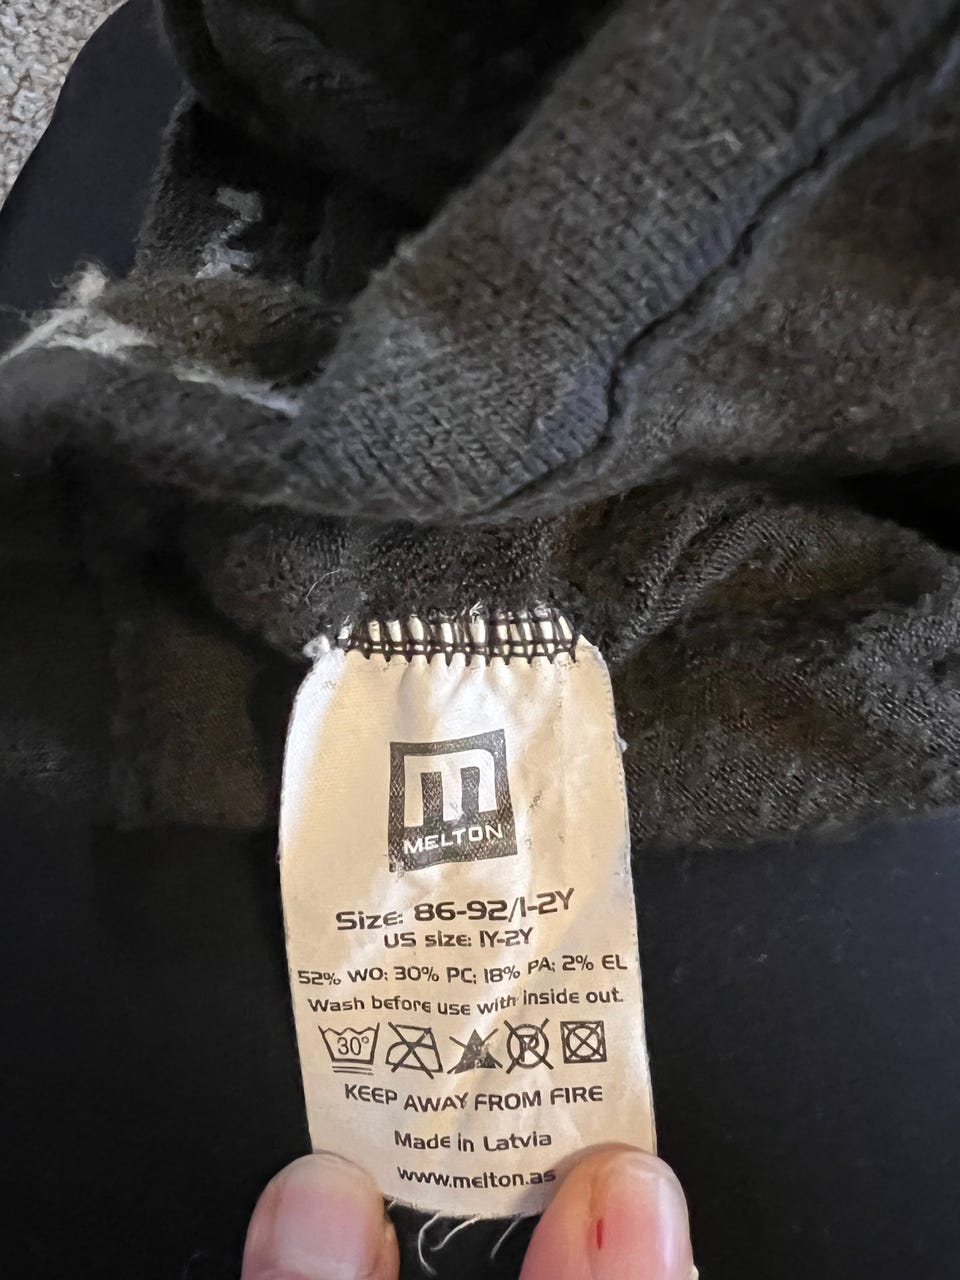 m
MELTON
Size: 86-92/1-2Y
US size: 1Y-2Y
52% WO; 30% PC; 18% PA; 2% EL
Wash before use with inside out.
30°
KEEP AWAY FROM FIRE
Made in Latvia
www.melton.as